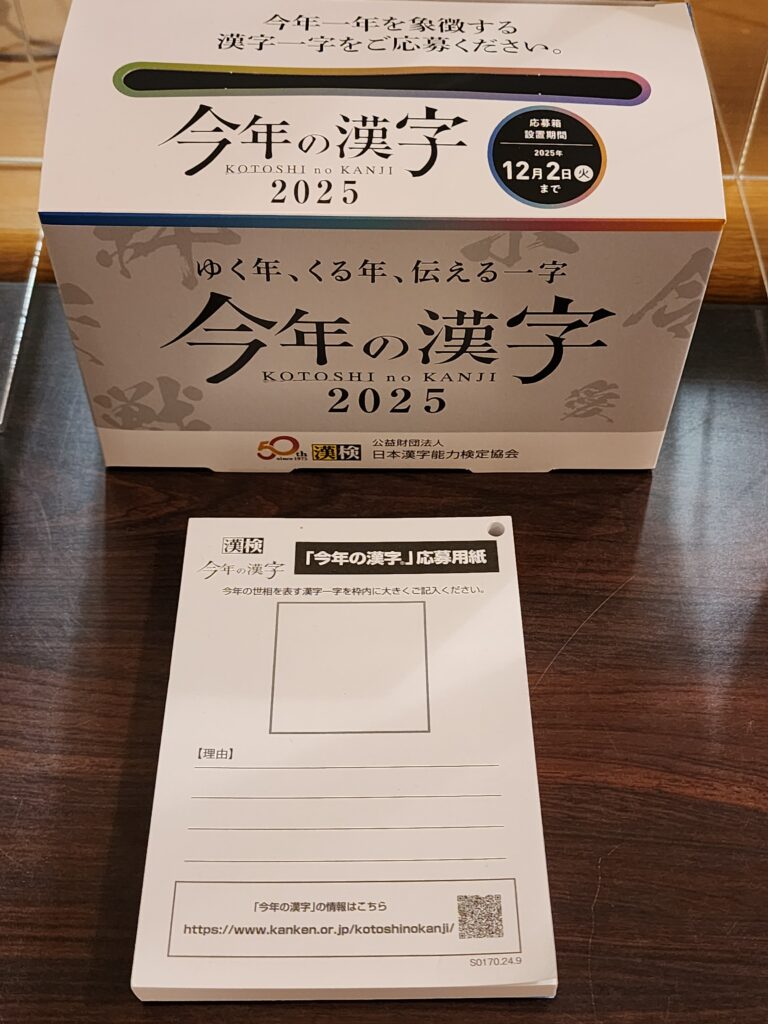 今年一年を象徴する
漢字一字をご応募ください。
今年の漢字
KOTOSHI no KANJI
2025
応募箱
設置期間
2025年
12月2日火
まで
ゆく年、くる年、伝える一字
今年の漢字
KOTOSHI no KANJI
2025
50th
since 1975
漢検
公益財団法人
日本漢字能力検定協会
戦
愛
漢検
今年の漢字
「今年の漢字®」応募用紙
今年の世相を表す漢字一字を枠内に大きくご記入ください。
【理由】
「今年の漢字」の情報はこちら
https://www.kanken.or.jp/kotoshinokanji/
S0170.24.9